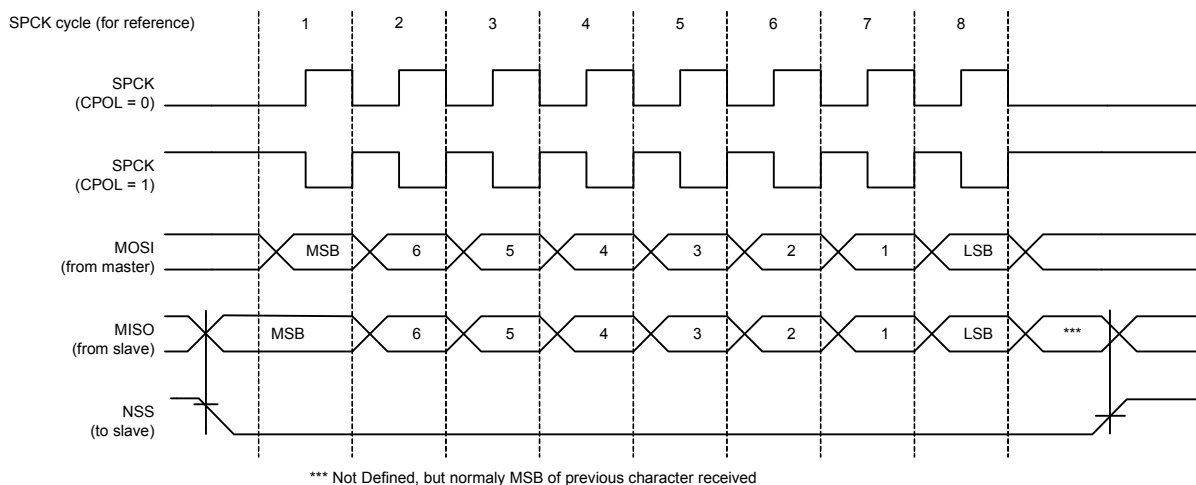 SPCK cycle (for reference) 1 2 3 4 5 6 7 8
SPCK
(CPOL = 0)
SPCK
(CPOL = 1)
MOSI
(from master)
MSB 6 5 4 3 2 1 LSB
MISO
(from slave)
MSB 6 5 4 3 2 1 LSB ***
NSS
(to slave)
*** Not Defined, but normaly MSB of previous character received